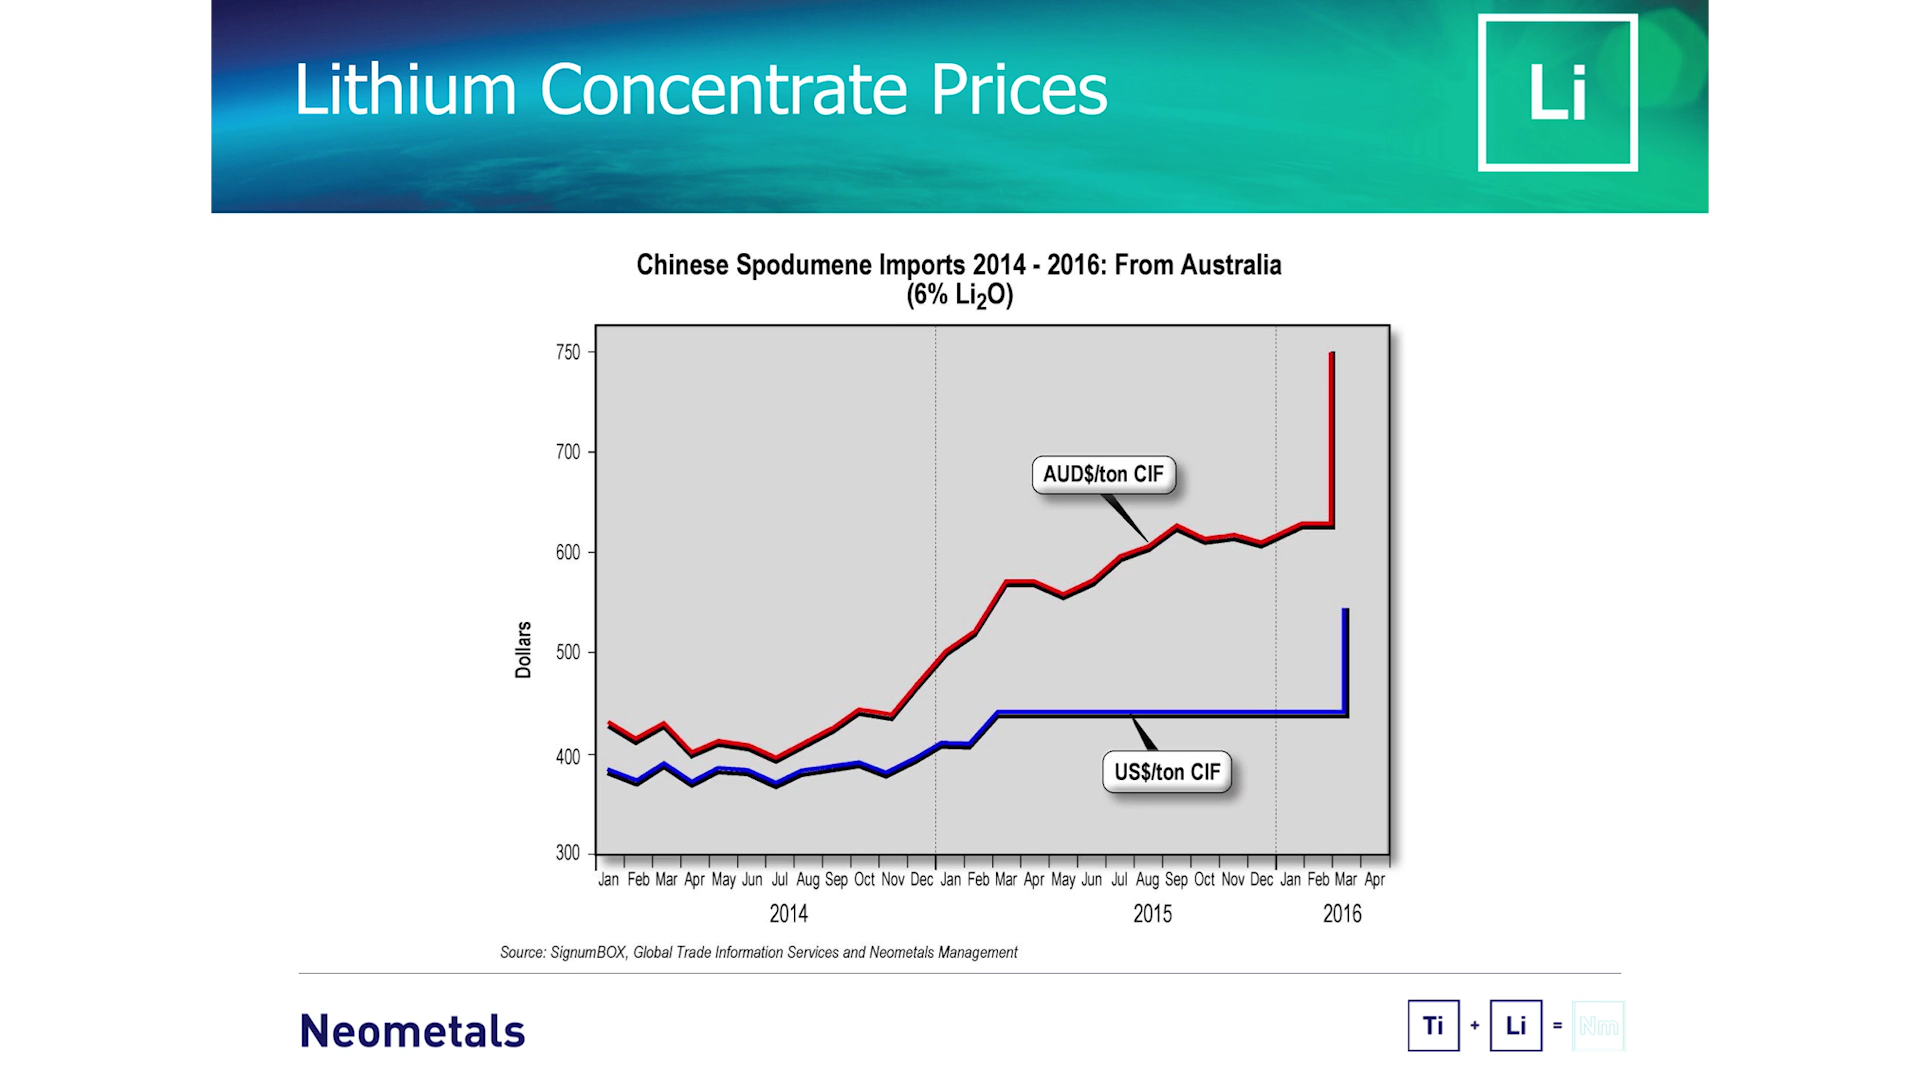 Lithium Concentrate Prices
Li
Chinese Spodumene Imports 2014 - 2016: From Australia
(6% Li₂O)
750
700
600
500
400
300
Dollars
AUD$/ton CIF
US$/ton CIF
Jan Feb Mar Apr May Jun Jul Aug Sep Oct Nov Dec Jan Feb Mar Apr May Jun Jul Aug Sep Oct Nov Dec Jan Feb Mar Apr
2014 2015 2016
Source: SignumBOX, Global Trade Information Services and Neometals Management
Neometals
Ti + Li = Nm